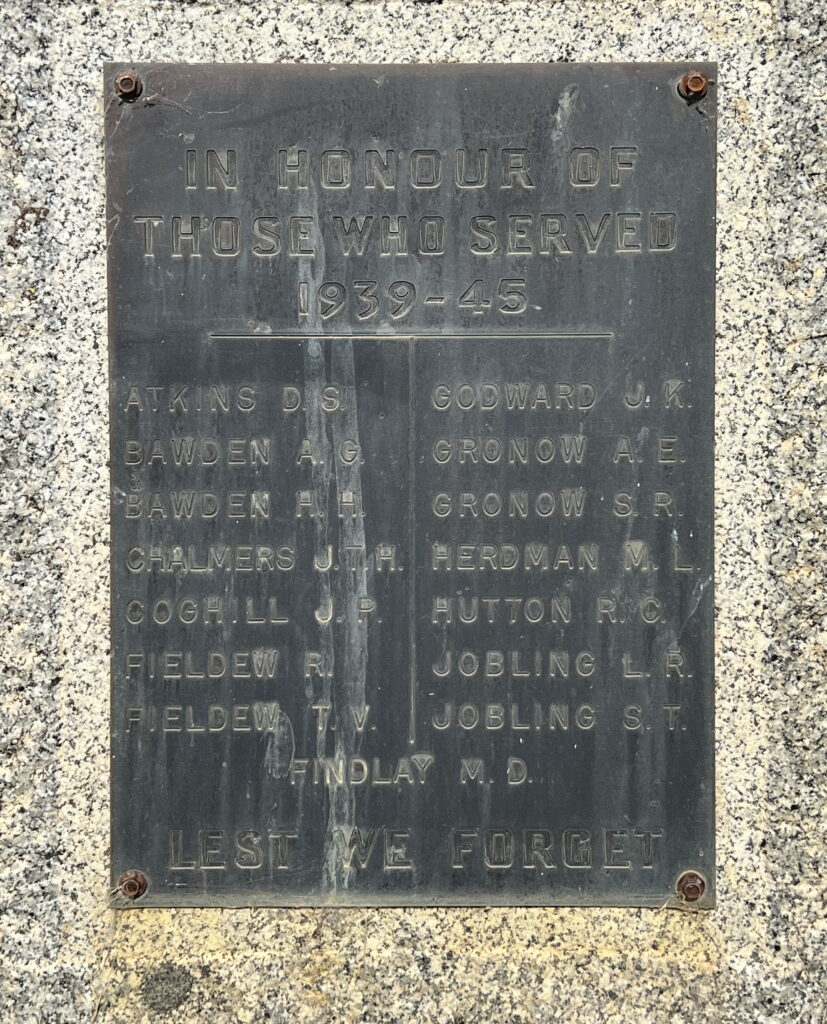 IN HONOUR OF
THOSE WHO SERVED
1939-45
ATKINS D. S.
BAWDEN A. G.
BAWDEN H. H.
CHALMERS J.T.H.
COGHILL J. P.
FIELDEW R.
FIELDEW T. V.
GODWARD J. K.
GRONOW A. E.
GRONOW S. R.
HERDMAN M. L.
HUTTON R. C.
JOBLING L. R.
JOBLING S. T.
FINDLAY M. D.
LEST WE FORGET